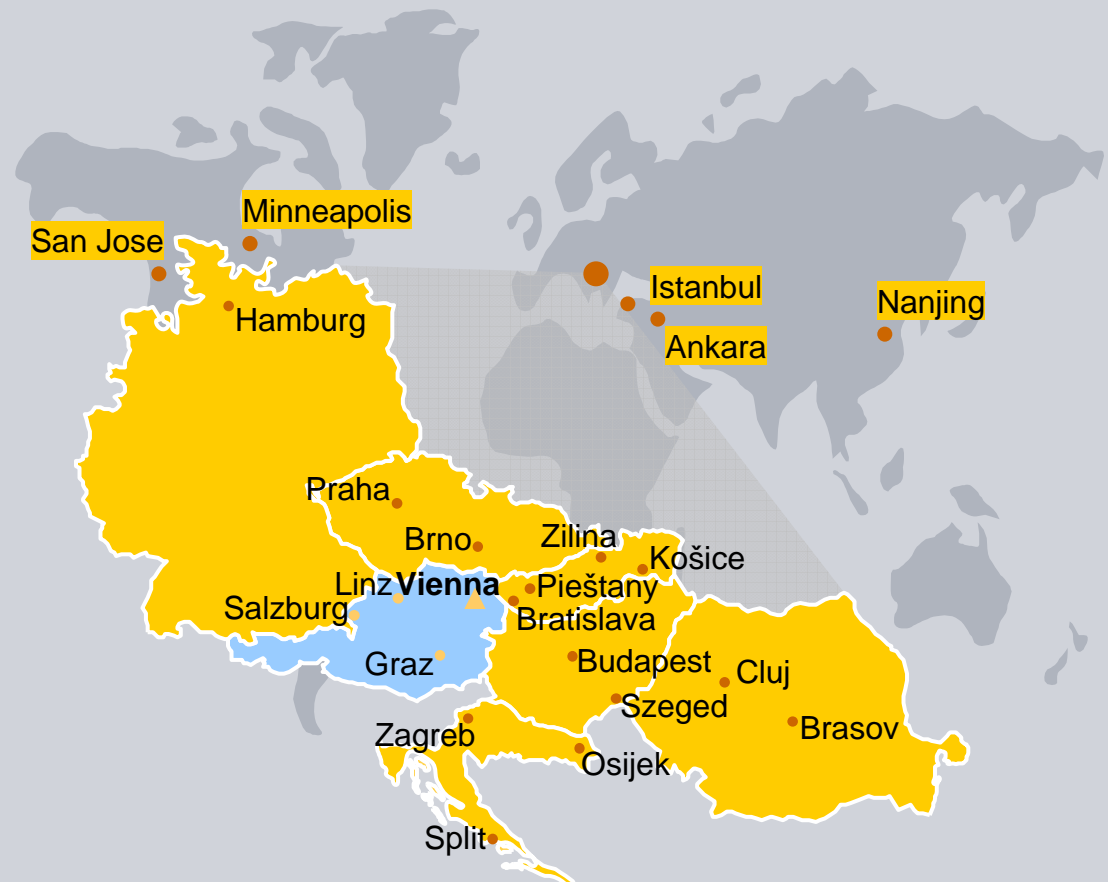 Minneapolis
San Jose
Istanbul
Nanjing
Hamburg
Ankara
Praha
Brno
Zilina
Košice
Linz
Vienna
Pieštany
Salzburg
Bratislava
Graz
Budapest
Cluj
Szeged
Brasov
Zagreb
Osijek
Split